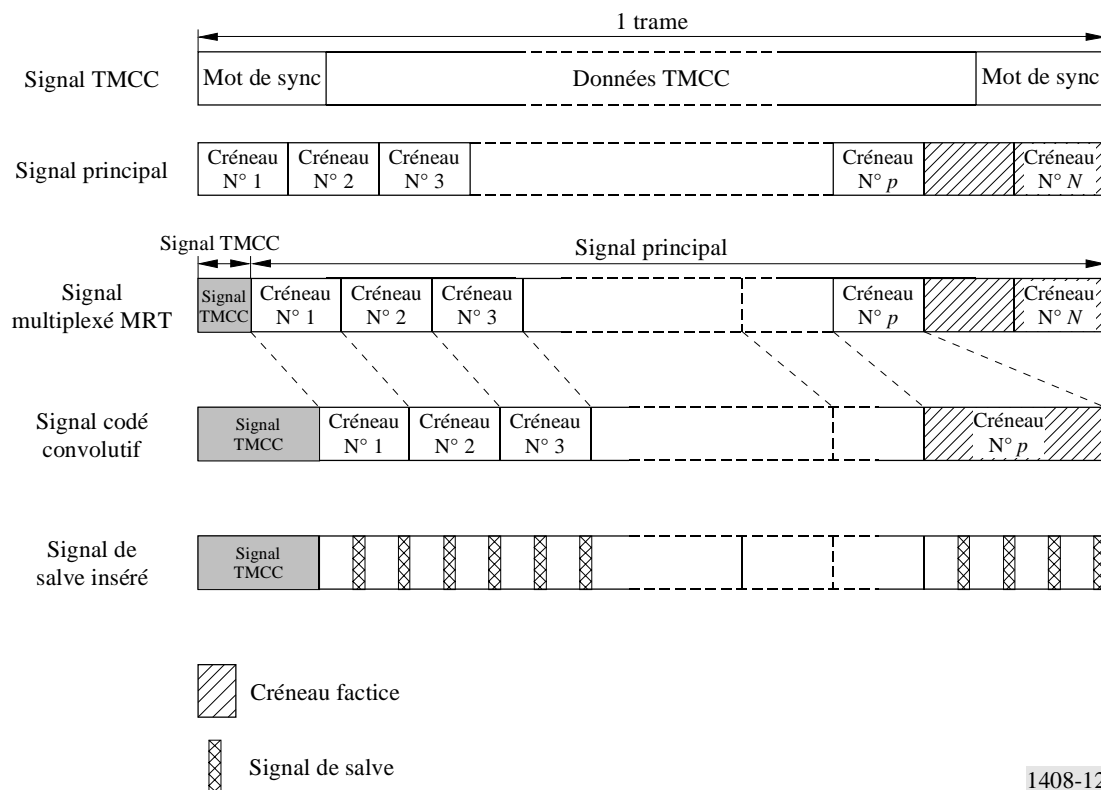 1 trame
Signal TMCC
Mot de sync
Données TMCC
Mot de sync
Signal principal
Créneau
N° 1
Créneau
N° 2
Créneau
N° 3
Créneau
N° p
Créneau
N° N
Signal TMCC
Signal principal
Signal
multiplexé MRT
Signal
TMCC
Créneau
N° 1
Créneau
N° 2
Créneau
N° 3
Créneau
N° p
Créneau
N° N
Signal codé
convolutif
Signal
TMCC
Créneau
N° 1
Créneau
N° 2
Créneau
N° 3
Créneau
N° p
Signal de
salve inséré
Signal
TMCC
Créneau factice
Signal de salve
1408-12